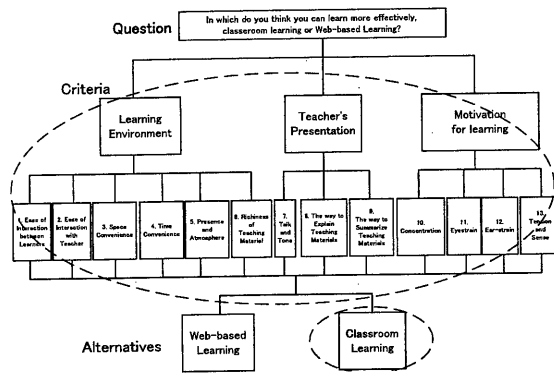 Question
In which do you think you can learn more effectively,
classeroom learning or Web-based Learning?
Criteria
Learning
Environment
Teacher's
Presentation
Motivation
for learning
1. Ease of
Interaction
between
Learners
2. Ease of
Interaction
with
Teacher
3. Space
Convenience
4. Time
Convenience
5. Presence
and
Atmosphere
6. Richiness
of
Teaching
Material
7.
Talk
and
Tone
8. The way to
Explain
Teaching
Materials
9.
The way to
Summarize
Teaching
Materials
10.
Concentration
11.
Eyestrain
12.
Ear-strain
13.
Tension
and
Sense
Alternatives
Web-based
Learning
Classroom
Learning